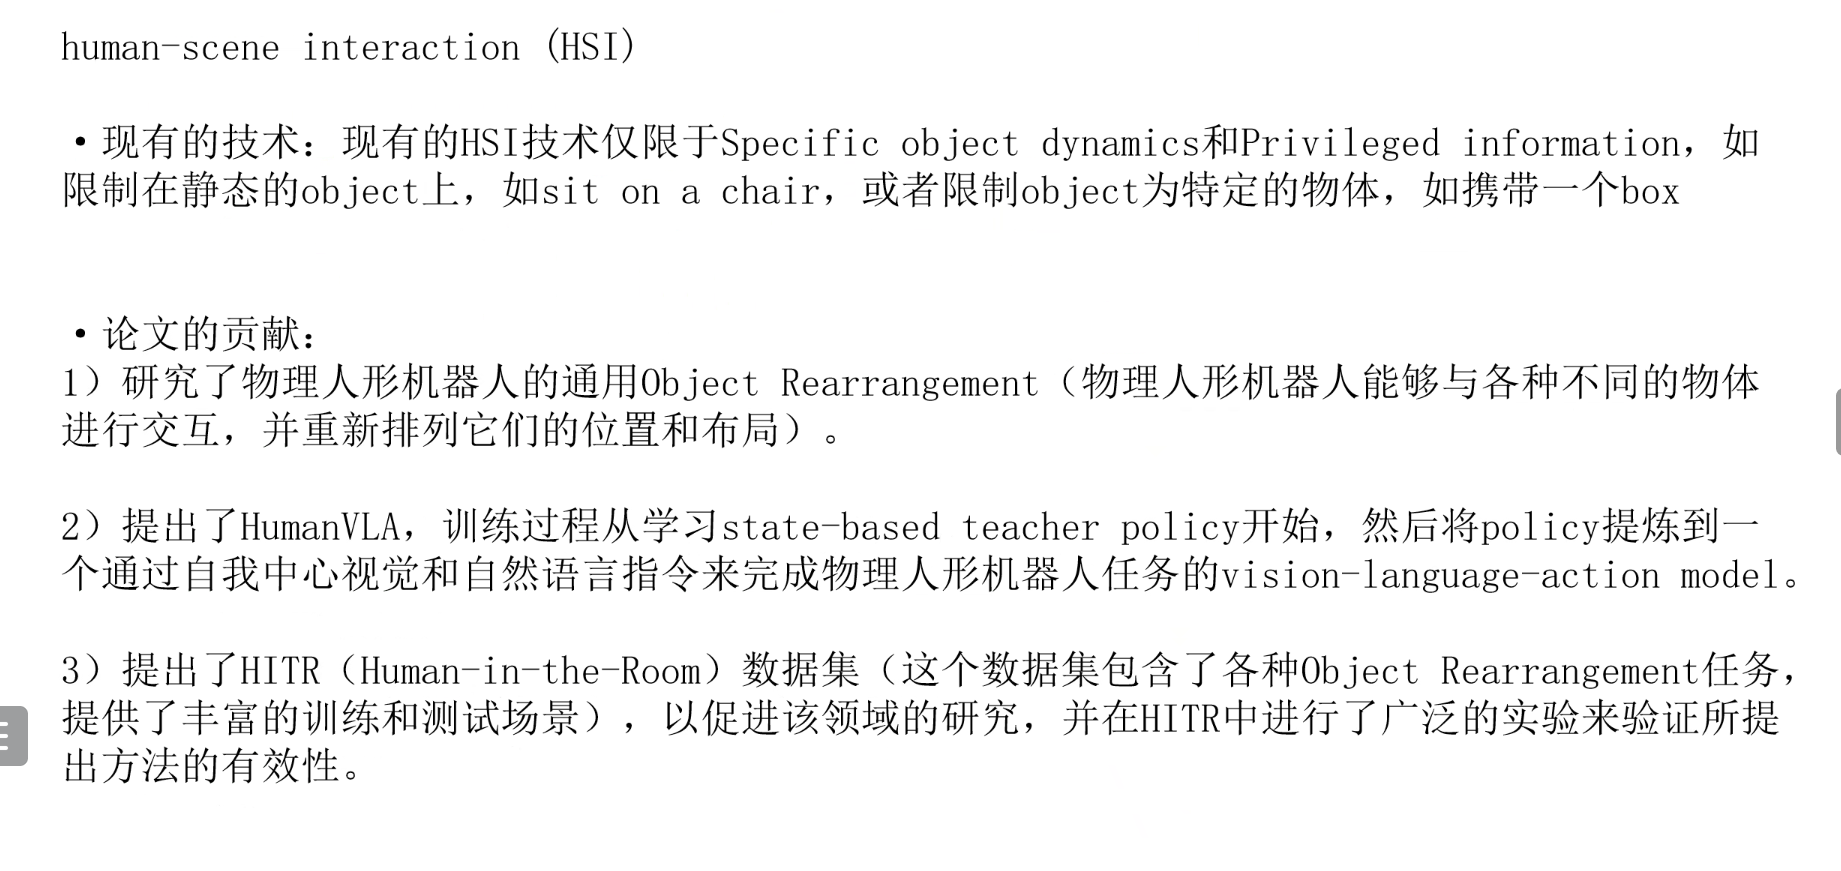 human-scene interaction (HSI)
•现有的技术：现有的HSI技术仅限于Specific object dynamics和Privileged information，如
限制在静态的object上，如sit on a chair，或者限制object为特定的物体，如携带一个box
•论文的贡献：
1）研究了物理人形机器人的通用Object Rearrangement（物理人形机器人能够与各种不同的物体
进行交互，并重新排列它们的位置和布局）。
2）提出了HumanVLA，训练过程从学习state-based teacher policy开始，然后将policy提炼到一
个通过自我中心视觉和自然语言指令来完成物理人形机器人任务的vision-language-action model。
3）提出了HITR（Human-in-the-Room）数据集（这个数据集包含了各种Object Rearrangement任务，
提供了丰富的训练和测试场景），以促进该领域的研究，并在HITR中进行了广泛的实验来验证所提
出方法的有效性。